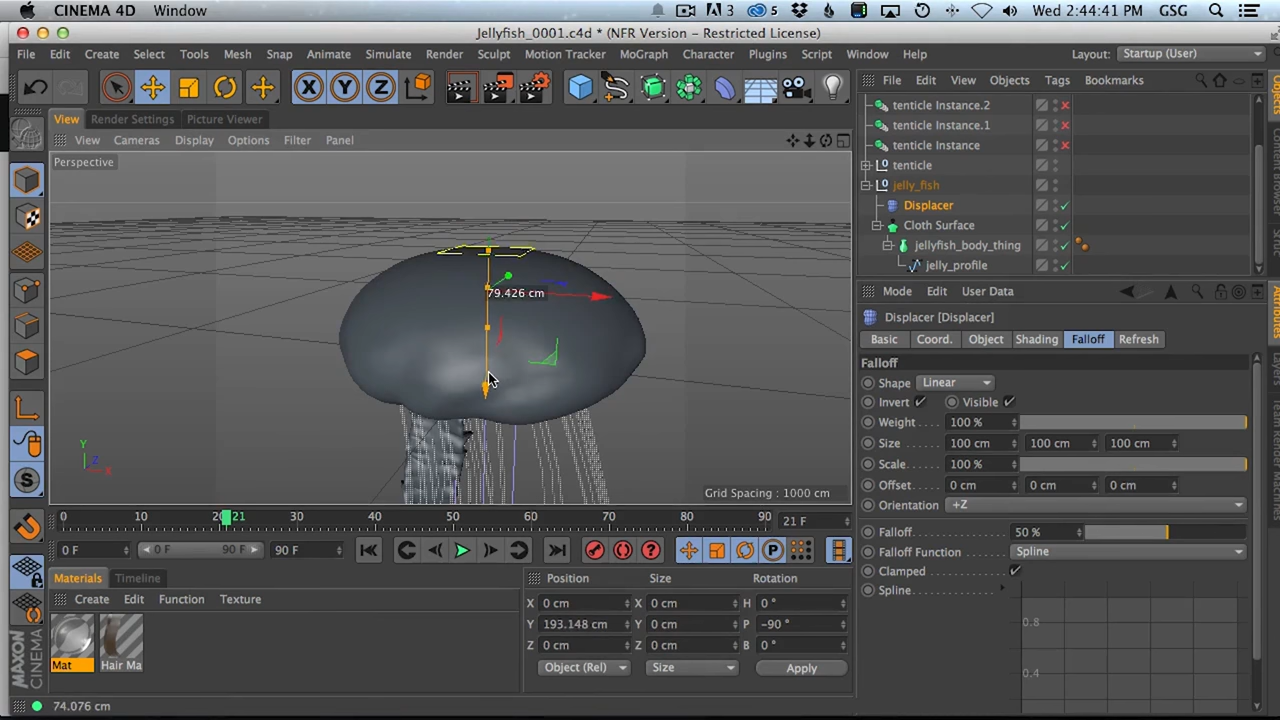 CINEMA 4D Window 3 5 Wed 2:44:41 AM GSG
Jellyfish_0001.c4d * (NFR Version - Restricted License)
File Edit Create Select Tools Mesh Snap Animate Simulate Render Sculpt Motion Tracker MoGraph Character Plugins Script Window Help Layout: Startup (User)
X Y Z
File Edit View Objects Tags Bookmarks
Objects
View Render Settings Picture Viewer
View Cameras Display Options Filter Panel
Perspective
tenticle Instance.2
tenticle Instance.1
tenticle Instance
tenticle
jelly_fish
Displacer
Cloth Surface
jellyfish_body_thing
jelly_profile
79.426 cm
Y
Z
X
Grid Spacing : 1000 cm
Mode Edit User Data
Attributes
Displacer [Displacer]
Basic Coord. Object Shading Falloff Refresh
Falloff
Shape Linear
Invert Visible
Weight 100 %
Size 100 cm 100 cm 100 cm
Scale 100 %
Offset 0 cm 0 cm 0 cm
Orientation +Z
Falloff 50 %
Falloff Function Spline
Clamped
Spline
0.8
0.4
S
0 10 20 21 30 40 50 60 70 80 90 21 F
0 F 0 F 90 F 90 F
P
Materials Timeline
Create Edit Function Texture
Mat Hair Ma
Position Size Rotation
X 0 cm X 0 cm H 0 °
Y 193.148 cm Y 0 cm P -90 °
Z 0 cm Z 0 cm B 0 °
Object (Rel) Size Apply
MAXON
CINEMA 4D
74.076 cm